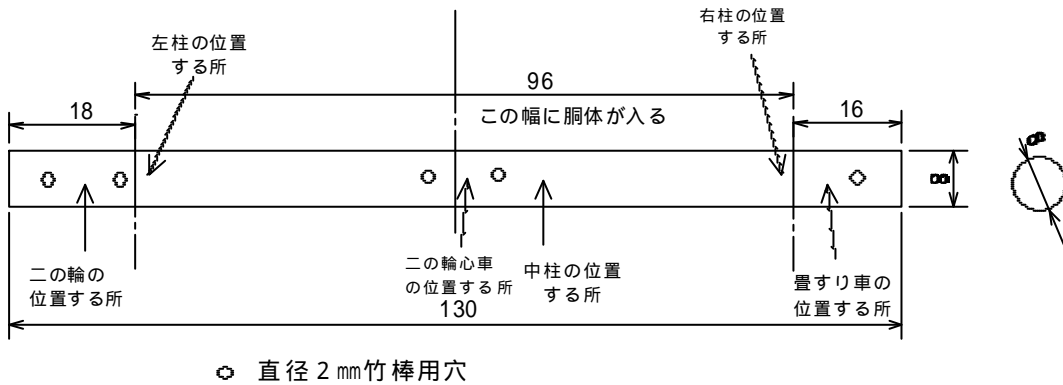 左柱の位置
する所
右柱の位置
する所
96
18
この幅に胴体が入る
16
8
8
二の輪の
位置する所
二の輪心車
の位置する所
中柱の位置
する所
畳すり車の
位置する所
130
直径2㎜竹棒用穴